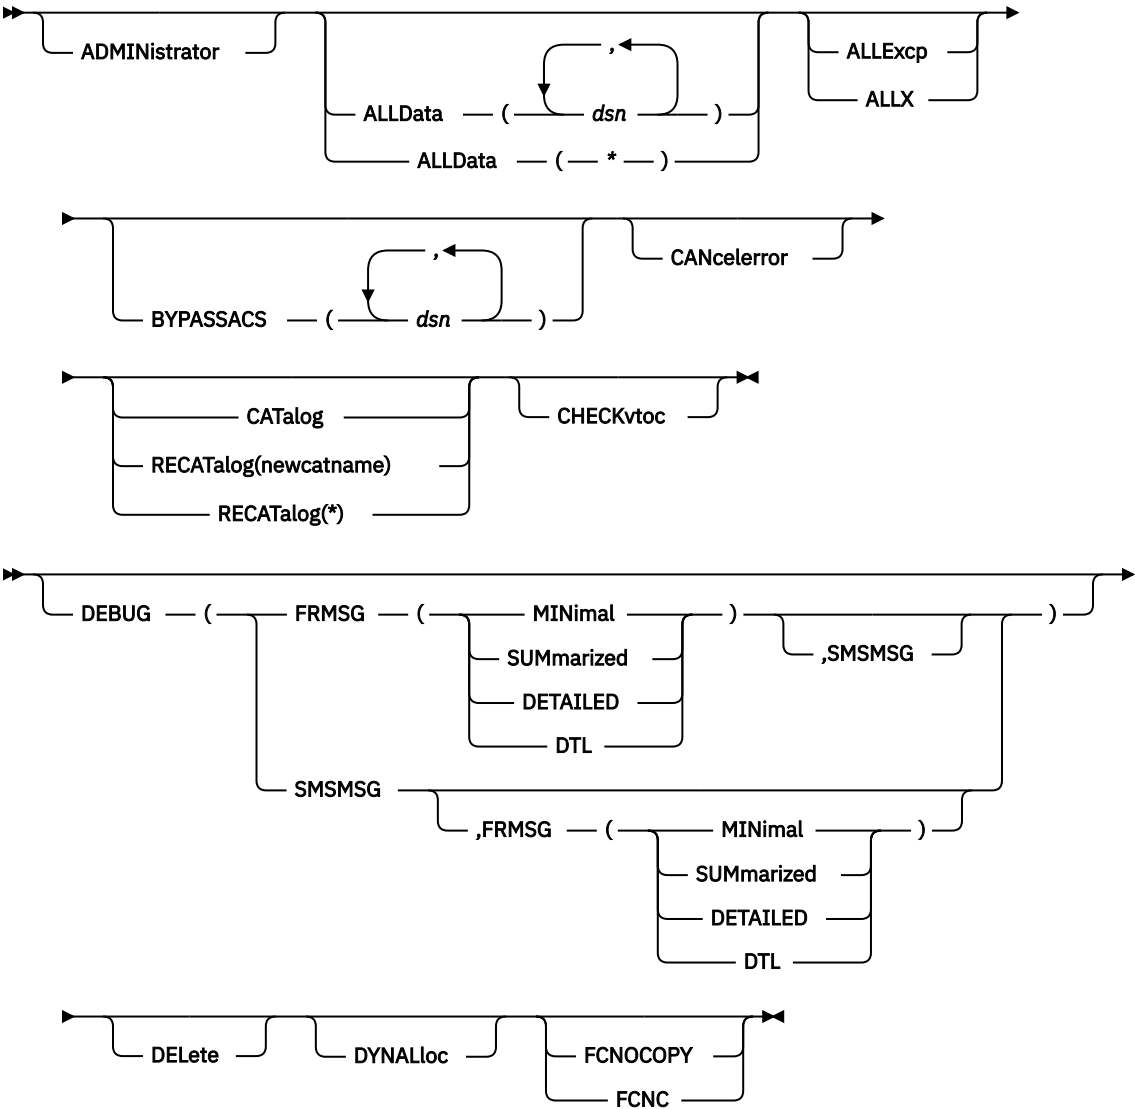 ADMINistrator
,
ALLData ( dsn )
ALLData ( * )
ALLExcp
ALLX
,
BYPASSACS ( dsn )
CANcelerror
CATalog
RECATalog(newcatname)
RECATalog(*)
CHECKvtoc
DEBUG ( FRMSG ( MINimal ) )
SUMmarized
,SMSMSG
DETAILED
DTL
SMSMSG
,FRMSG ( MINimal )
SUMmarized
DETAILED
DTL
DELete
DYNALloc
FCNOCOPY
FCNC